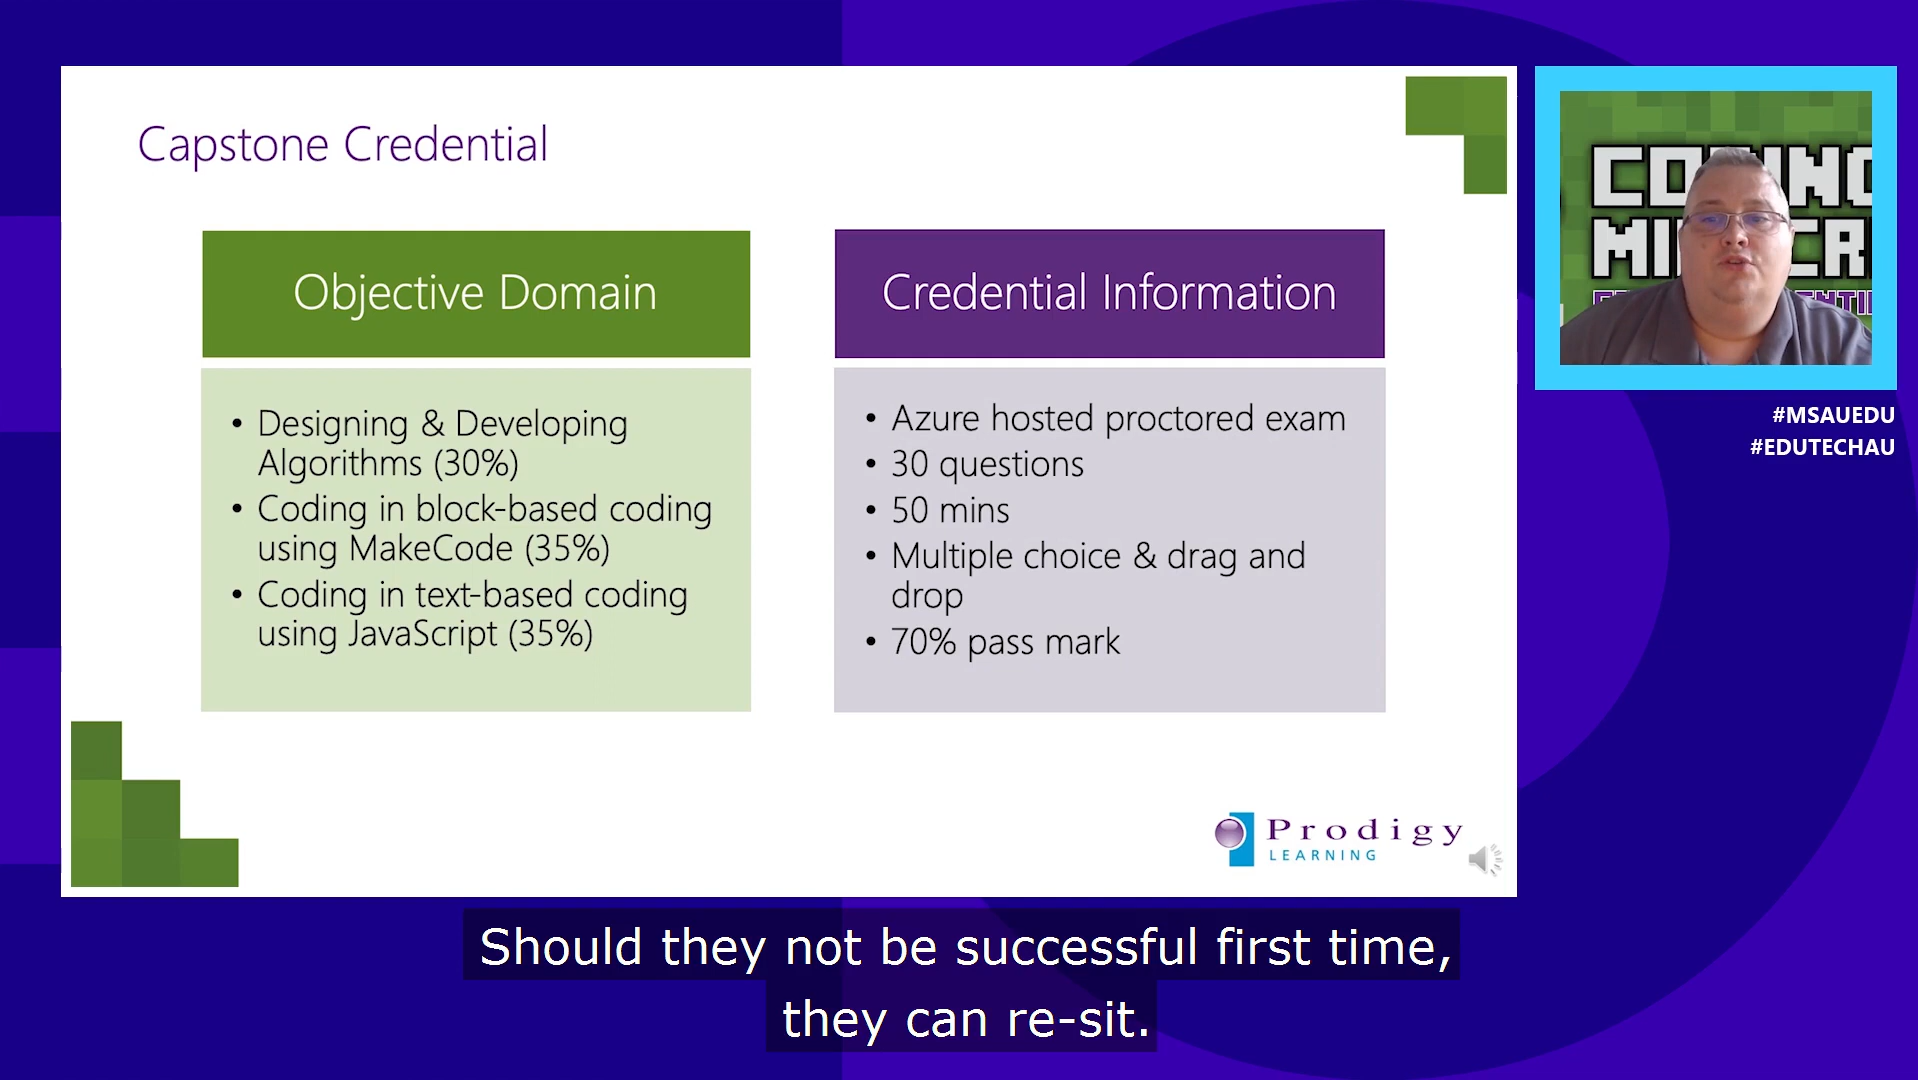 Capstone Credential
Objective Domain
• Designing & Developing
Algorithms (30%)
• Coding in block-based coding
using MakeCode (35%)
• Coding in text-based coding
using JavaScript (35%)
Credential Information
• Azure hosted proctored exam
• 30 questions
• 50 mins
• Multiple choice & drag and
drop
• 70% pass mark
Prodigy
LEARNING
#MSAUEDU
#EDUTECHAU
Should they not be successful first time,
they can re-sit.